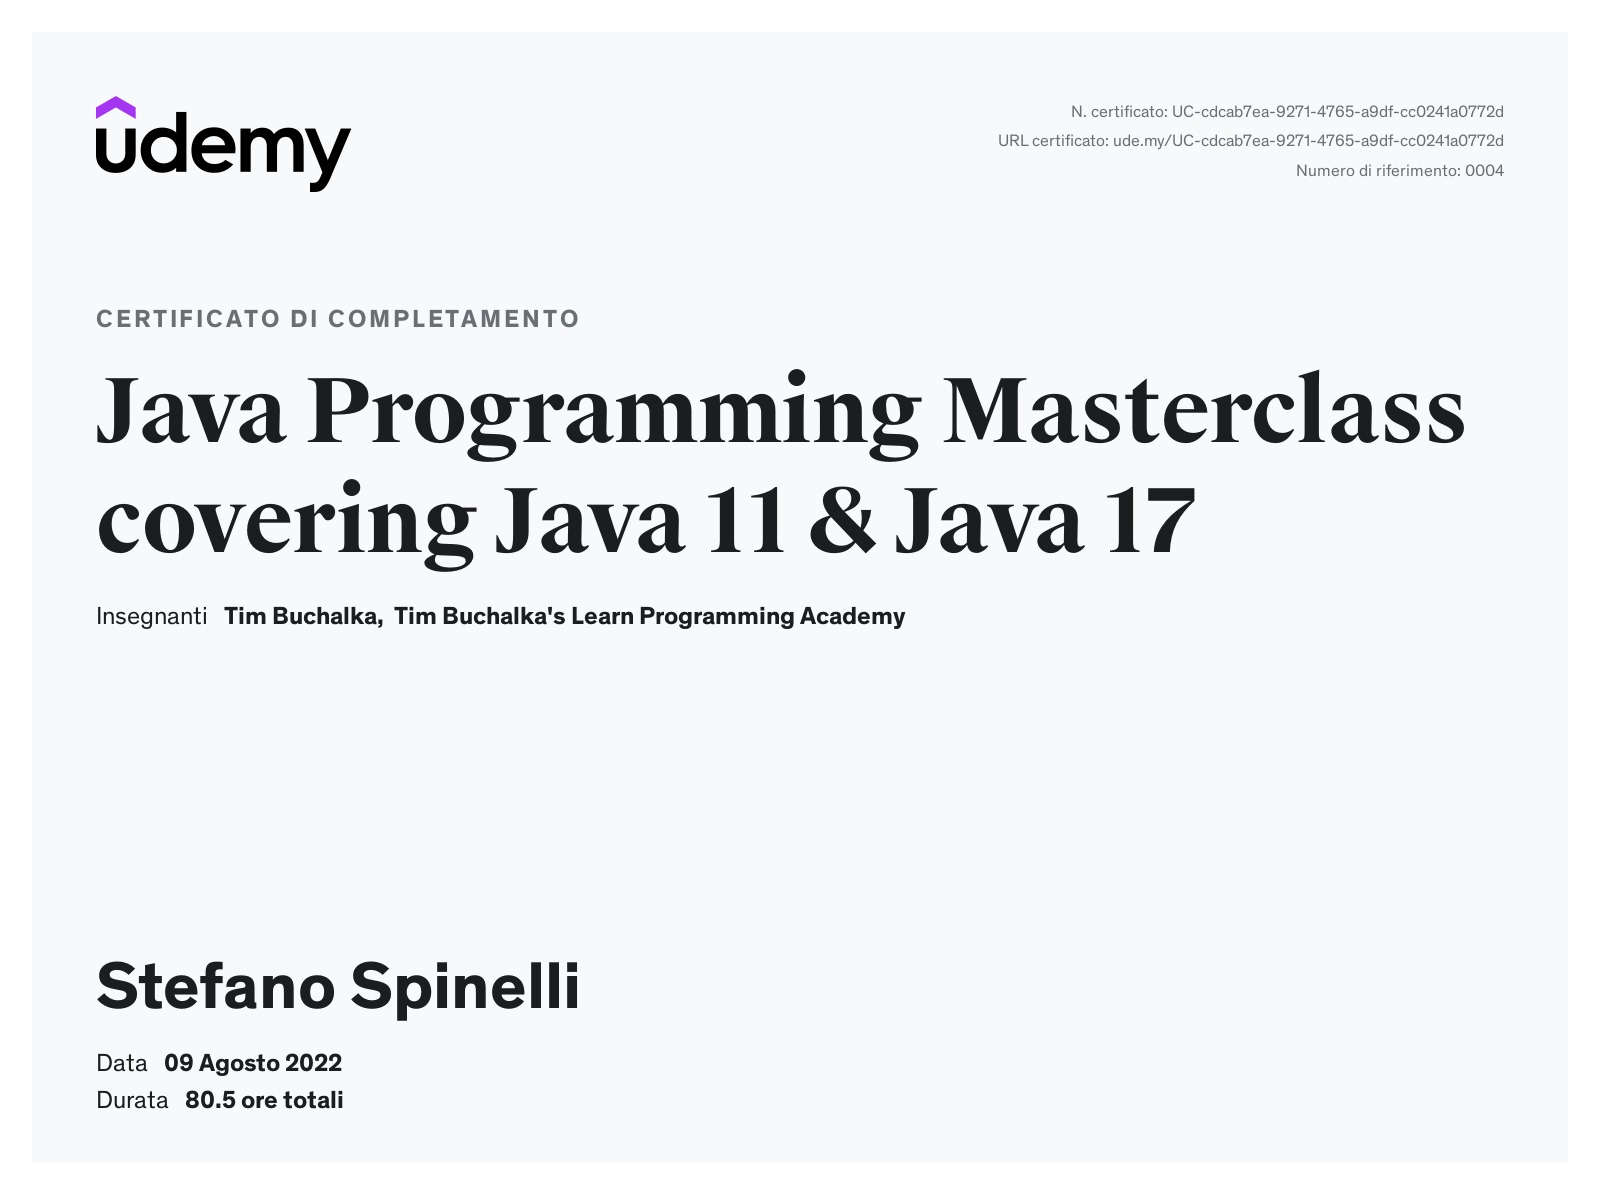 udemy
N. certificato: UC-cdcab7ea-9271-4765-a9df-cc0241a0772d
URL certificato: ude.my/UC-cdcab7ea-9271-4765-a9df-cc0241a0772d
Numero di riferimento: 0004
CERTIFICATO DI COMPLETAMENTO
Java Programming Masterclass
covering Java 11 & Java 17
Insegnanti Tim Buchalka, Tim Buchalka's Learn Programming Academy
Stefano Spinelli
Data 09 Agosto 2022
Durata 80.5 ore totali